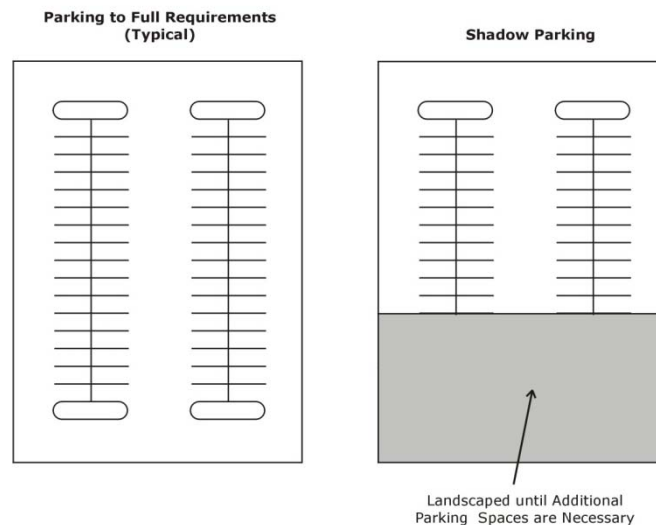 Parking to Full Requirements
(Typical)
Shadow Parking
Landscaped until Additional
Parking Spaces are Necessary